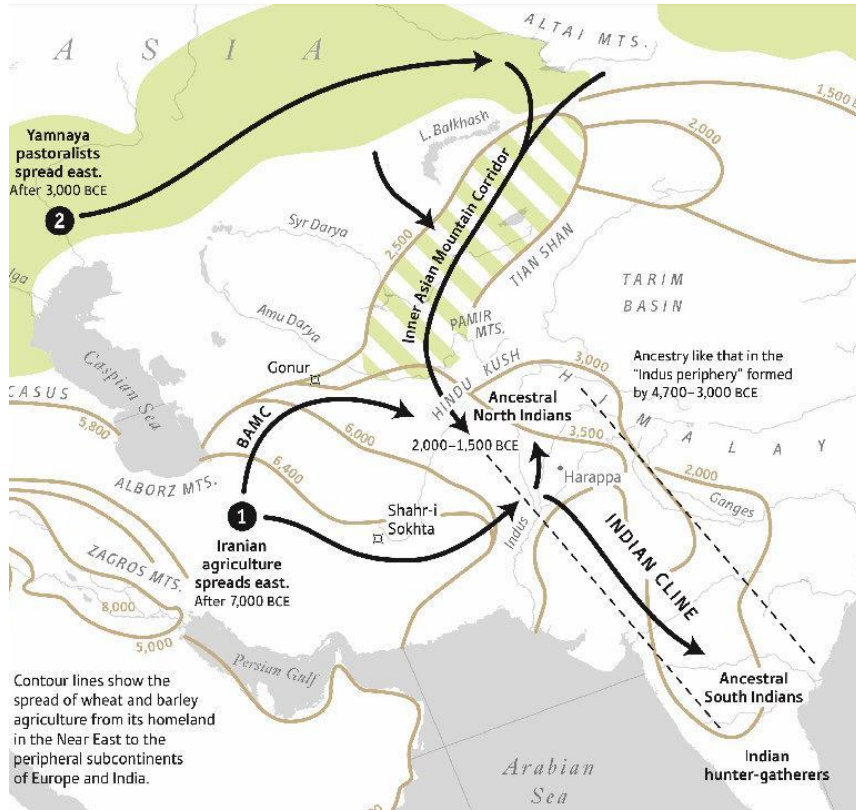 A S I A
ALTAI MTS.
1,500
2,000
L. Balkhash
Yamnaya
pastoralists
spread east.
After 3,000 BCE
2
Inner Asian Mountain Corridor
Syr Darya
2,500
TIAN SHAN
lga
TARIM
BASIN
Amu Darya
PAMIR
MTS.
Caspian Sea
Gonur
HINDU KUSH
3,000
Ancestry like that in the
"Indus periphery" formed
by 4,700–3,000 BCE
CASUS
BAMC
Ancestral
North Indians
HIMALAY
5,800
6,000
2,000–1,500 BCE
3,500
6,400
Harappa
2,000
ALBORZ MTS.
Ganges
1
Shahr-i
Sokhta
Indus
Iranian
agriculture
spreads east.
After 7,000 BCE
INDIAN CLINE
ZAGROS MTS.
8,000
5,000
Persian Gulf
Contour lines show the
spread of wheat and barley
agriculture from its homeland
in the Near East to the
peripheral subcontinents
of Europe and India.
Ancestral
South Indians
Arabian
Sea
Indian
hunter-gatherers